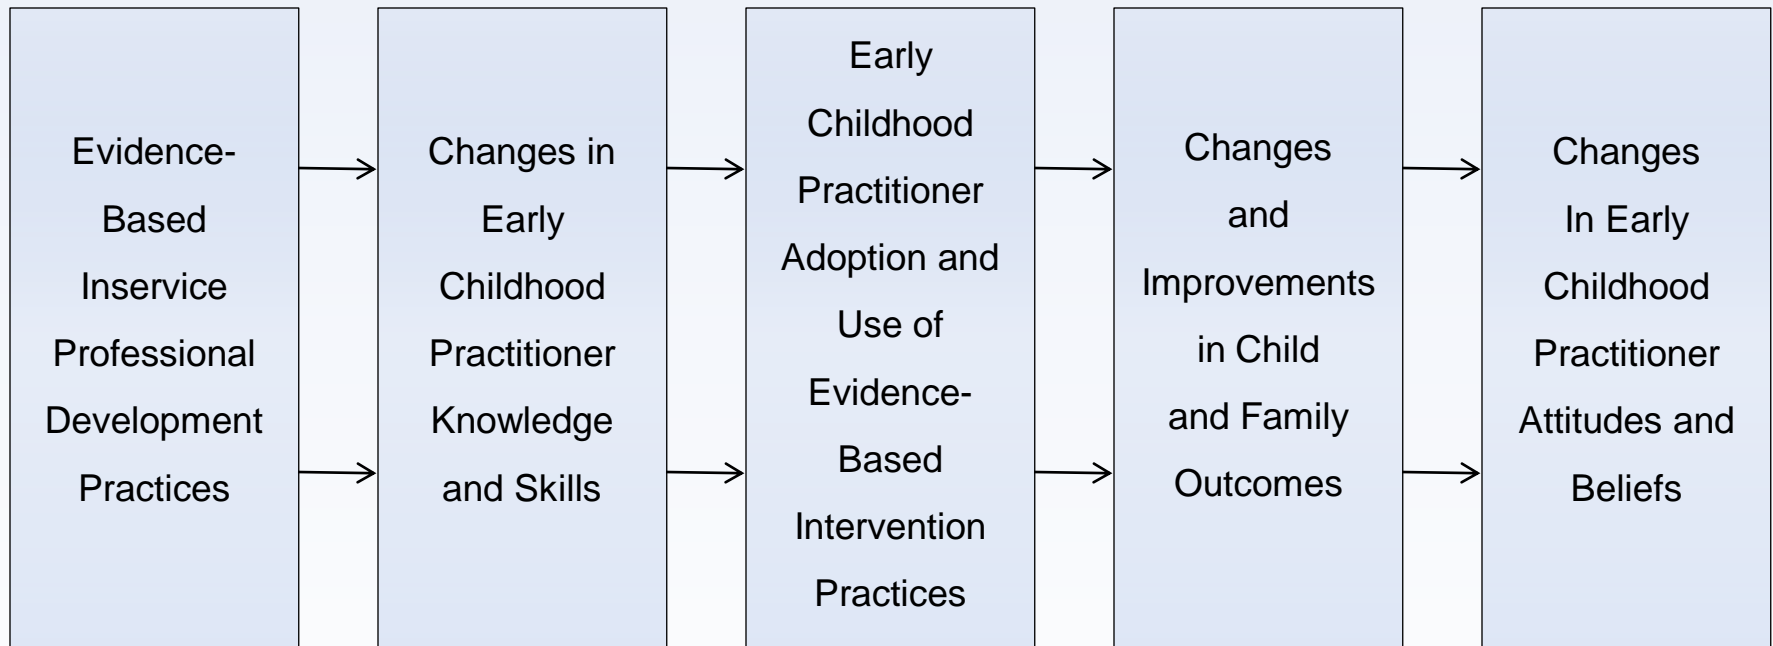 Evidence-
Based
Inservice
Professional
Development
Practices
Changes in
Early
Childhood
Practitioner
Knowledge
and Skills
Early
Childhood
Practitioner
Adoption and
Use of
Evidence-
Based
Intervention
Practices
Changes
and
Improvements
in Child
and Family
Outcomes
Changes
In Early
Childhood
Practitioner
Attitudes and
Beliefs